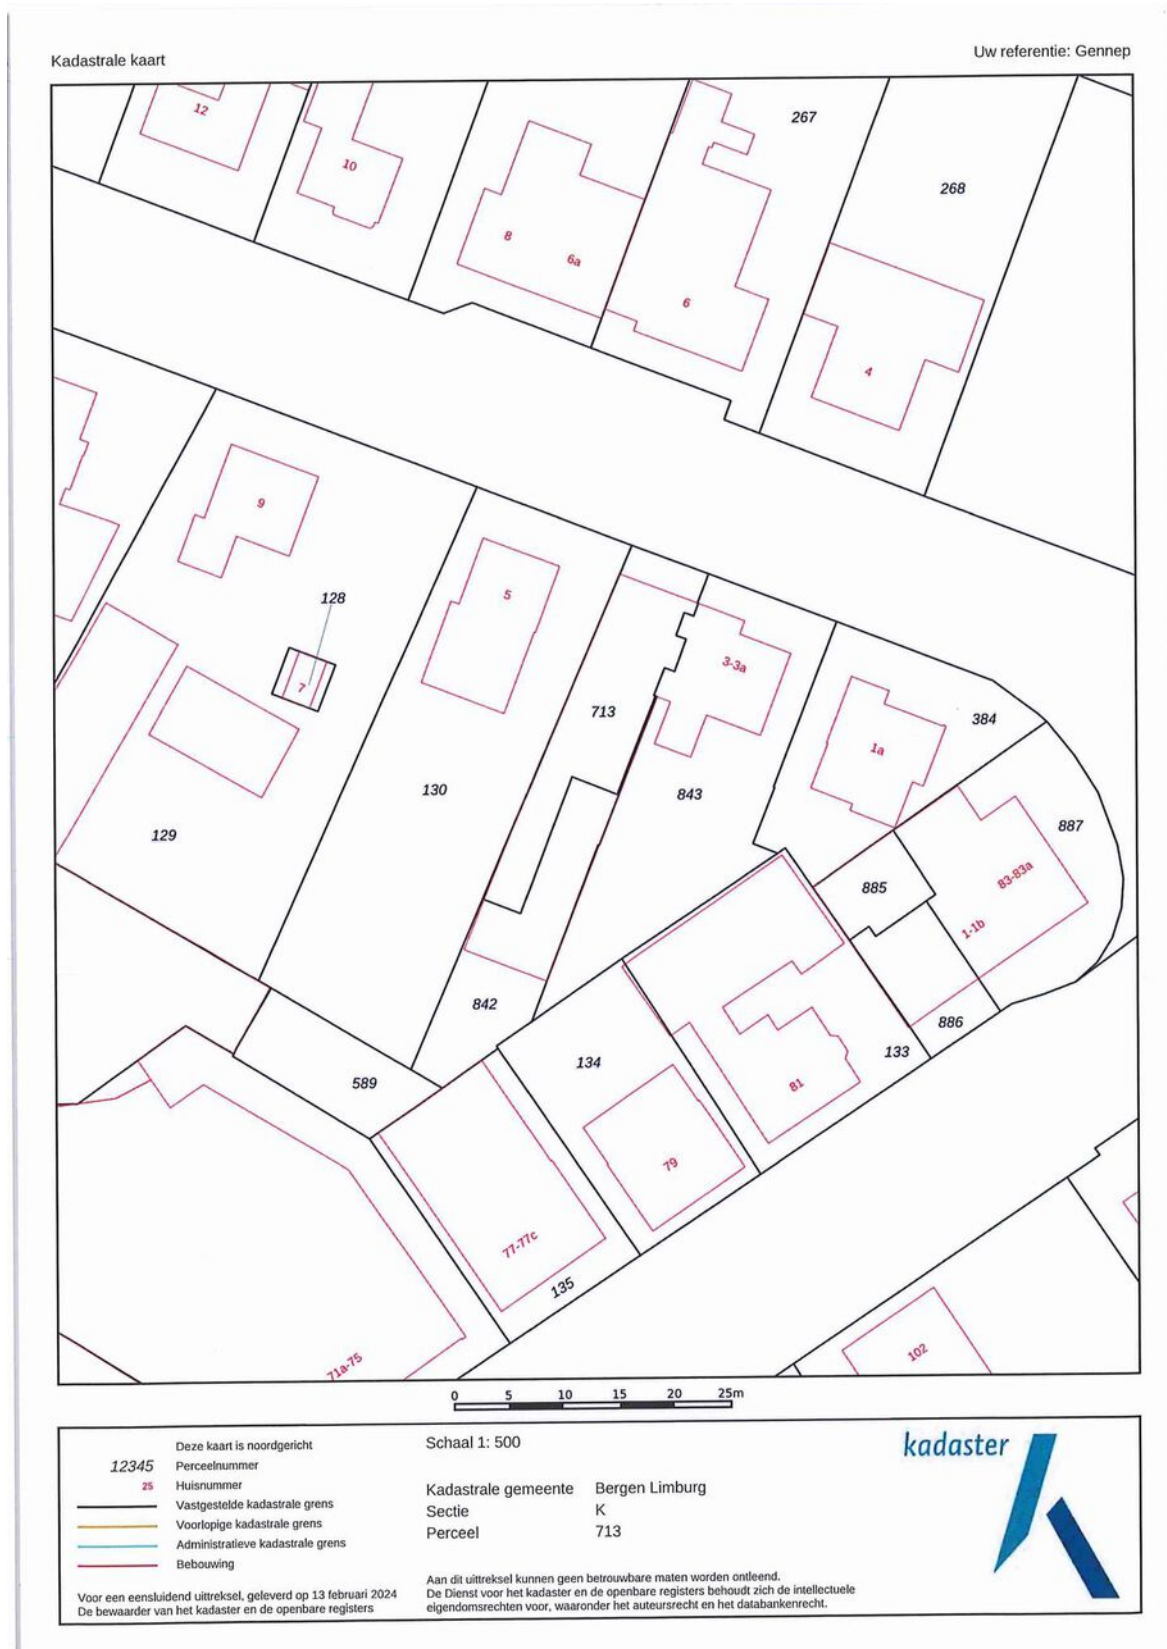 Kadastrale kaart
Uw referentie: Gennep
12
10
267
268
8
6a
6
4
9
128
5
7
3-3a
713
384
1a
130
843
129
887
885
83-83a
1-1b
842
886
134
133
589
81
79
77-77c
135
71a-75
102
0 5 10 15 20 25m
Deze kaart is noordgericht
12345 Perceelnummer
25 Huisnummer
Vastgestelde kadastrale grens
Voorlopige kadastrale grens
Administratieve kadastrale grens
Bebouwing
Voor een eensluidend uittreksel, geleverd op 13 februari 2024
De bewaarder van het kadaster en de openbare registers
Schaal 1: 500
Kadastrale gemeente Bergen Limburg
Sectie K
Perceel 713
Aan dit uittreksel kunnen geen betrouwbare maten worden ontleend.
De Dienst voor het kadaster en de openbare registers behoudt zich de intellectuele
eigendomsrechten voor, waaronder het auteursrecht en het databankenrecht.
kadaster